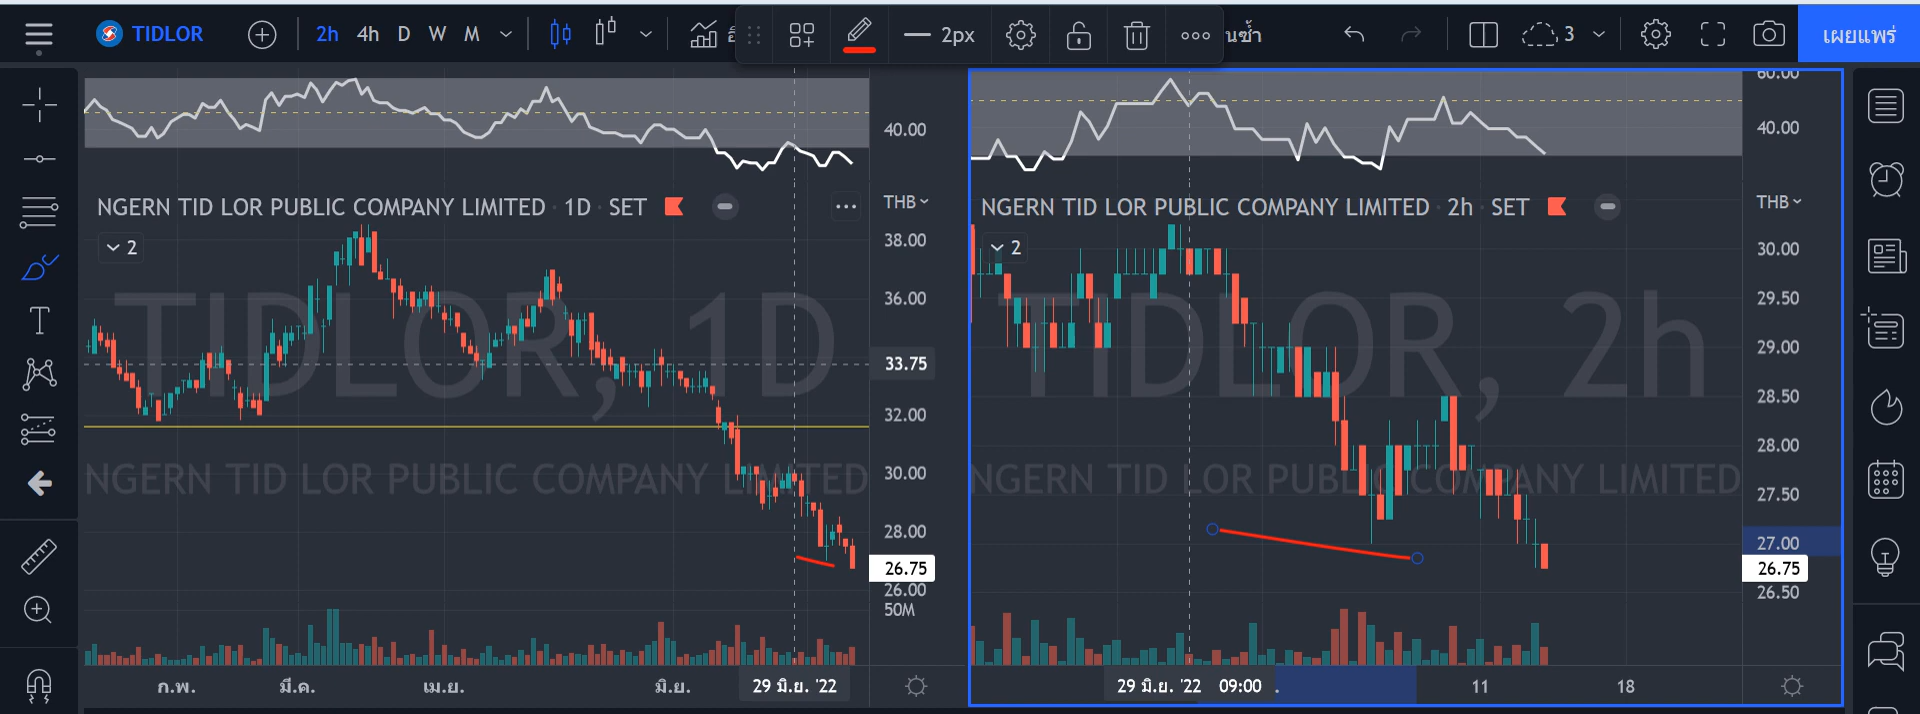 TIDLOR 2h 4h D W M 2px นซ้ำ 3 เผยแพร่
40.00
60.00
40.00
NGERN TID LOR PUBLIC COMPANY LIMITED · 1D · SET
THB
2
38.00
36.00
33.75
32.00
30.00
28.00
26.75
26.00
50M
TIDLOR, 1D
NGERN TID LOR PUBLIC COMPANY LIMITED
ก.พ. มี.ค. เม.ย. มิ.ย. 29 มิ.ย. '22
NGERN TID LOR PUBLIC COMPANY LIMITED · 2h · SET
THB
2
30.00
29.50
29.00
28.50
28.00
27.50
27.00
26.75
26.50
TIDLOR, 2h
NGERN TID LOR PUBLIC COMPANY LIMITED
29 มิ.ย. '22 09:00 11 18